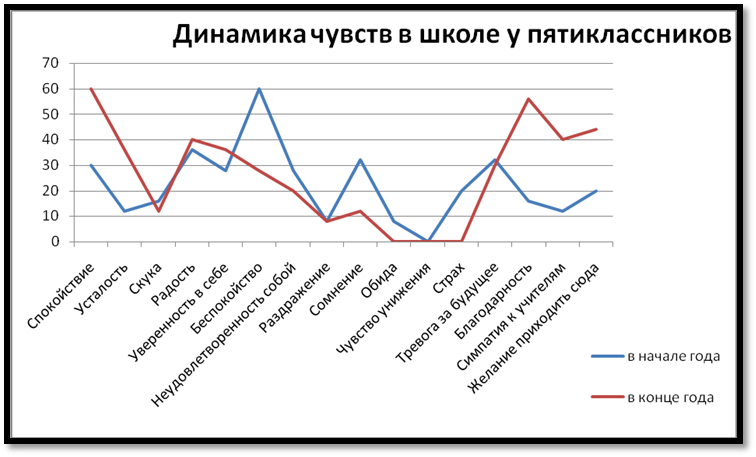 Динамика чувств в школе у пятиклассников
70
60
50
40
30
20
10
0
Спокойствие
Усталость
Скука
Радость
Уверенность в себе
Беспокойство
Неудовлетворенность собой
Раздражение
Сомнение
Обида
Чувство унижения
Страх
Тревога за будущее
Благодарность
Симпатия к учителям
Желание приходить сюда
в начале года
в конце года